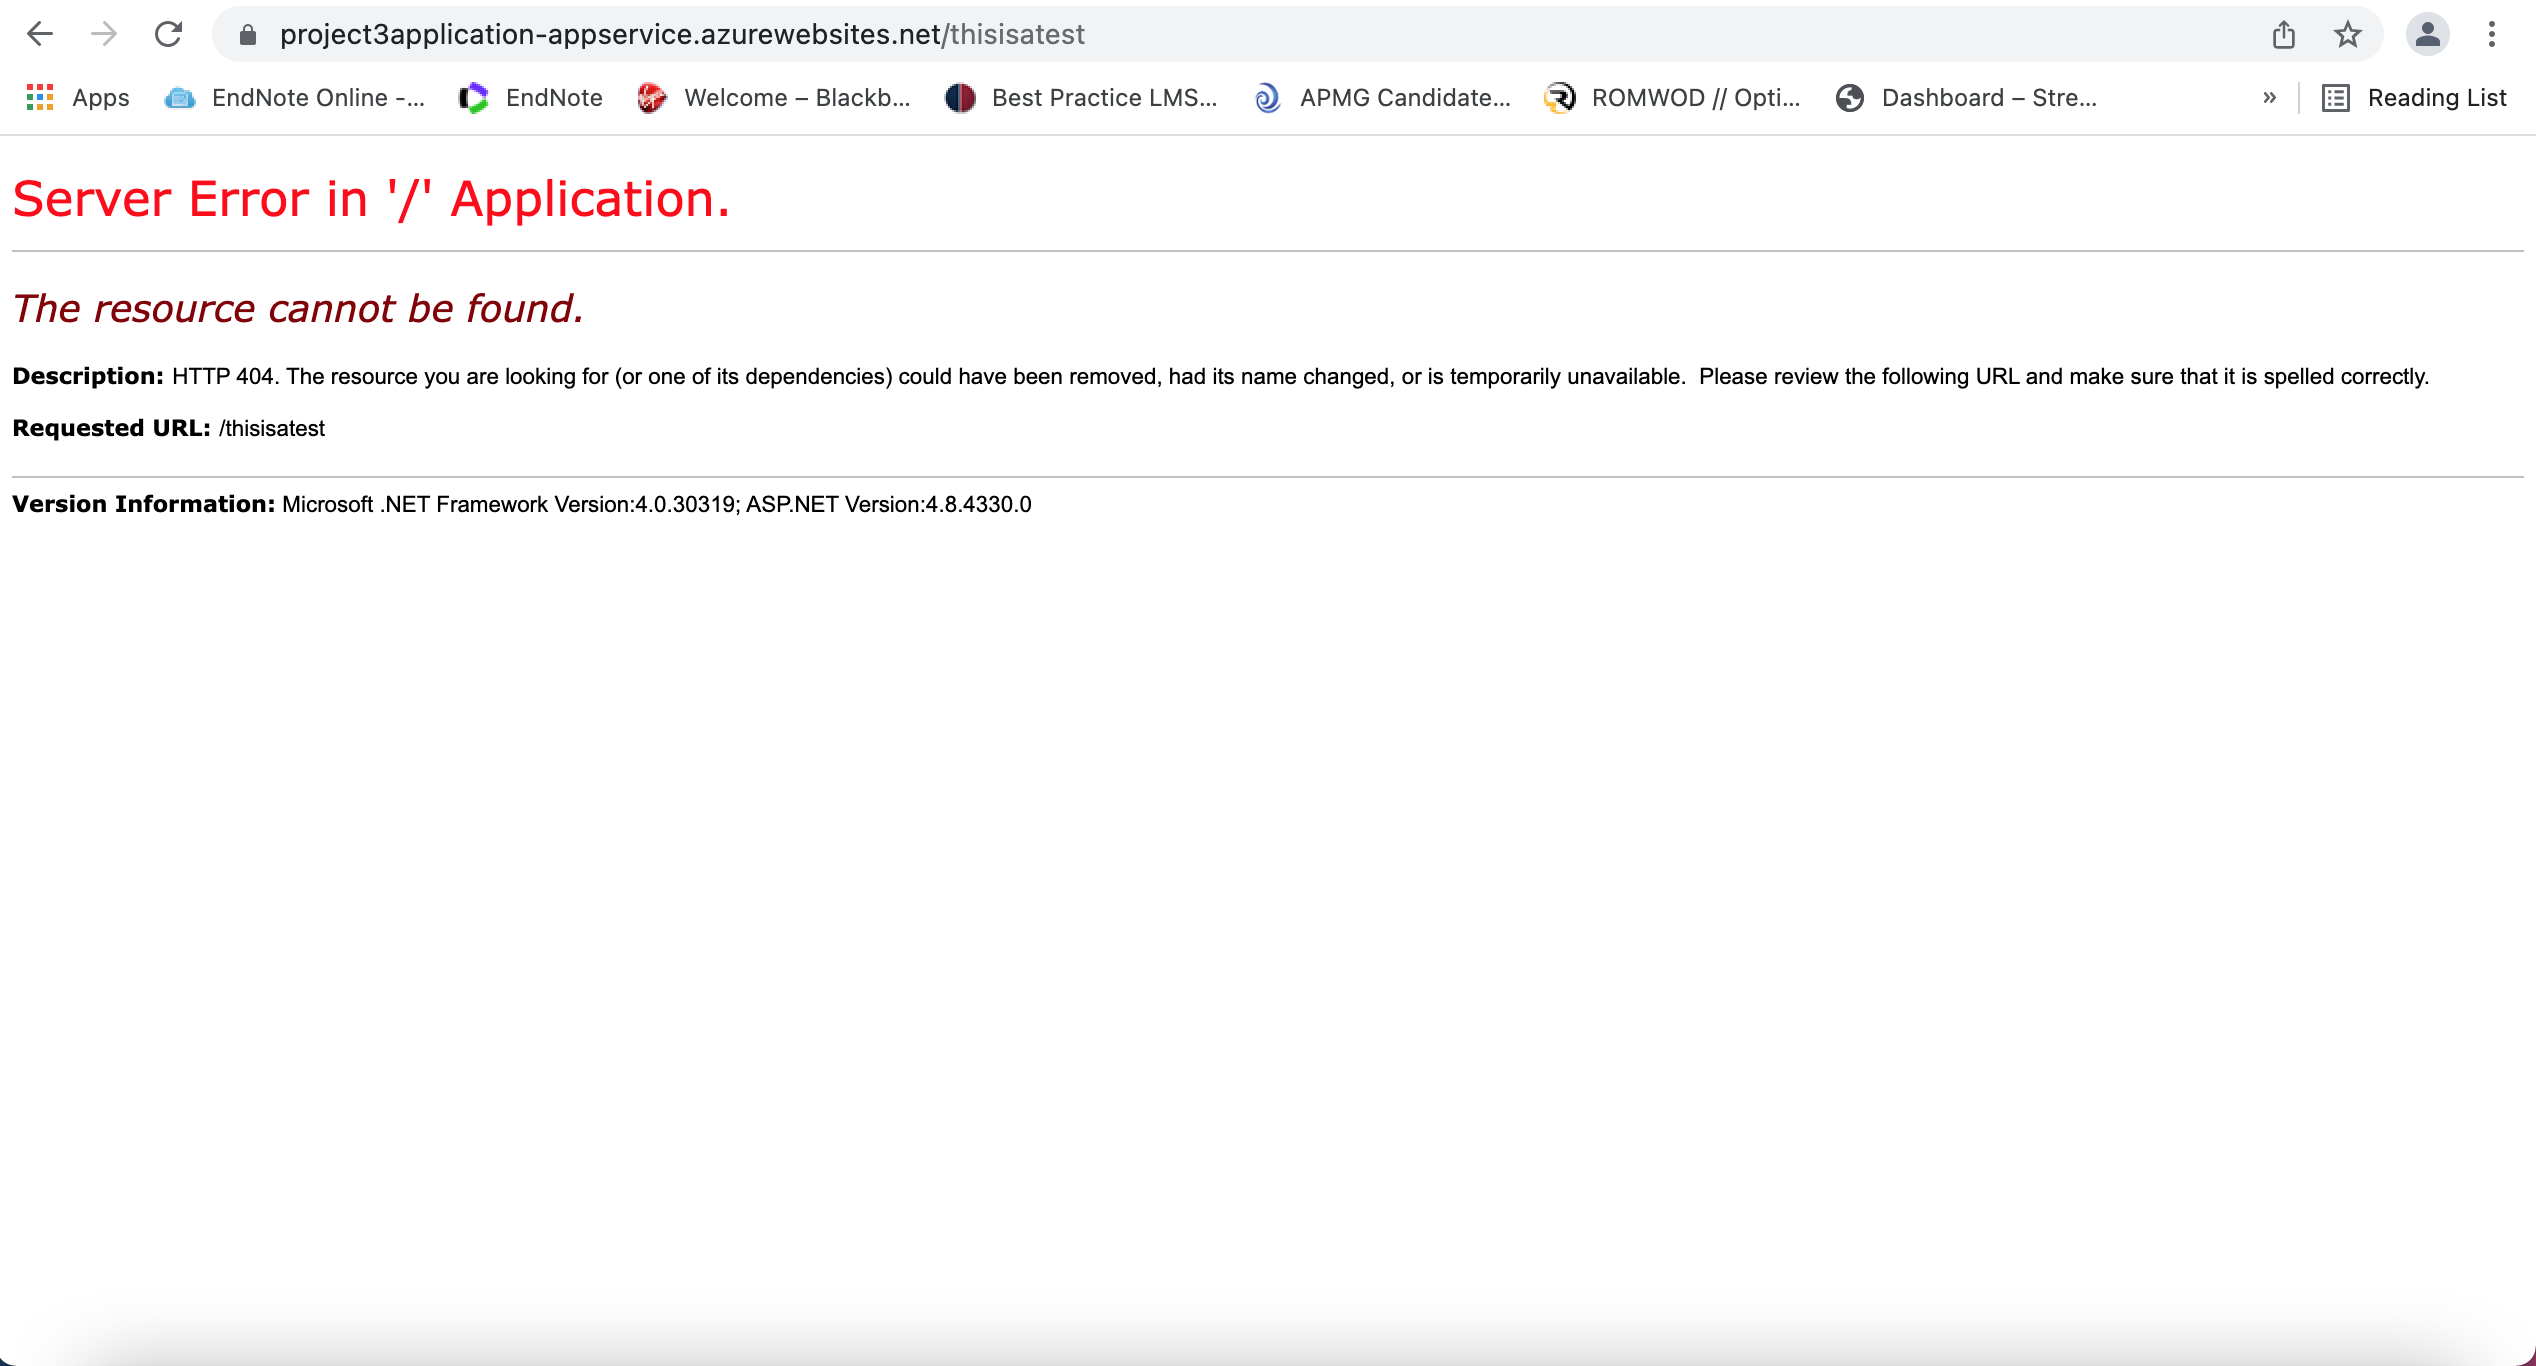 project3application-appservice.azurewebsites.net/thisisatest
Apps EndNote Online -... EndNote Welcome – Blackb... Best Practice LMS... APMG Candidate... ROMWOD // Opti... Dashboard – Stre... » Reading List
Server Error in '/' Application.
The resource cannot be found.
Description: HTTP 404. The resource you are looking for (or one of its dependencies) could have been removed, had its name changed, or is temporarily unavailable.  Please review the following URL and make sure that it is spelled correctly.
Requested URL: /thisisatest
Version Information: Microsoft .NET Framework Version:4.0.30319; ASP.NET Version:4.8.4330.0